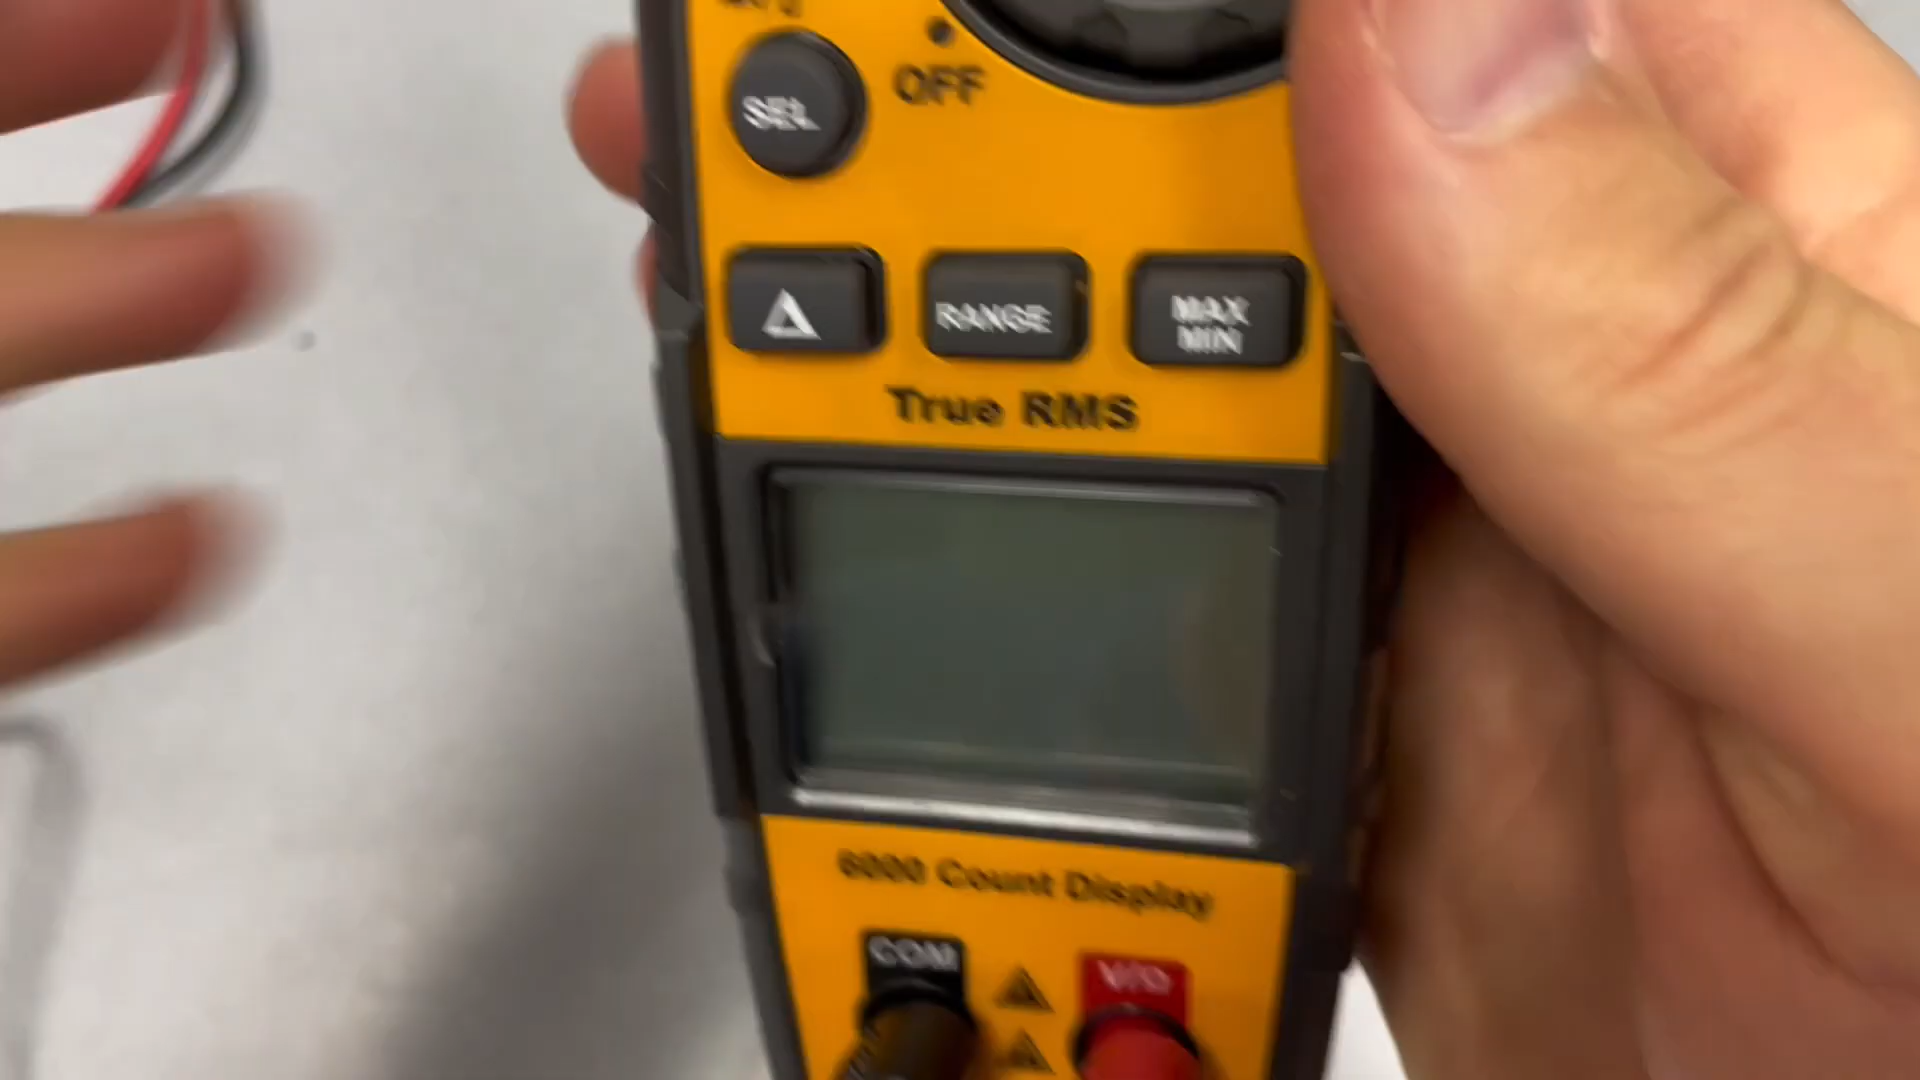 OFF
SEL
RANGE
MAX
MIN
True RMS
6000 Count Display
COM
V/Ω